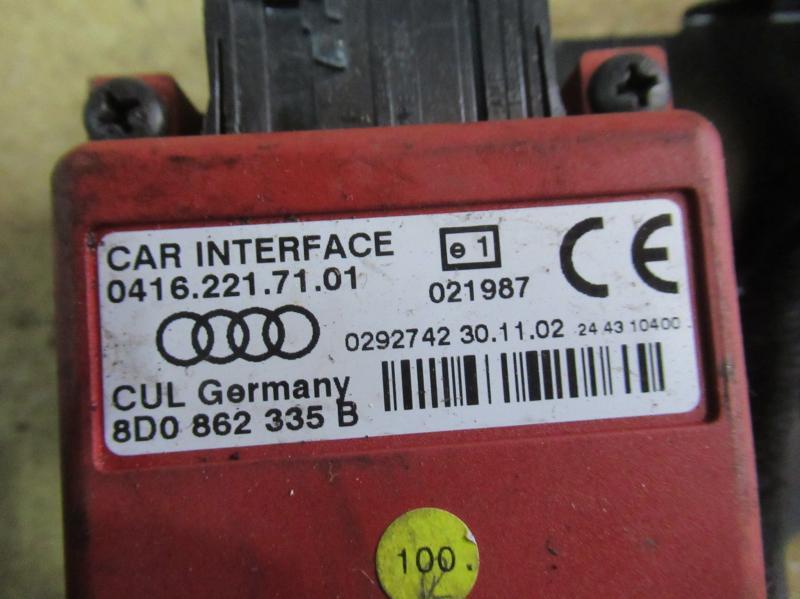 CAR INTERFACE
0416.221.71.01
e 1
021987
CE
0292742 30.11.02 24 43 10400
CUL Germany
8D0 862 335 B
100.